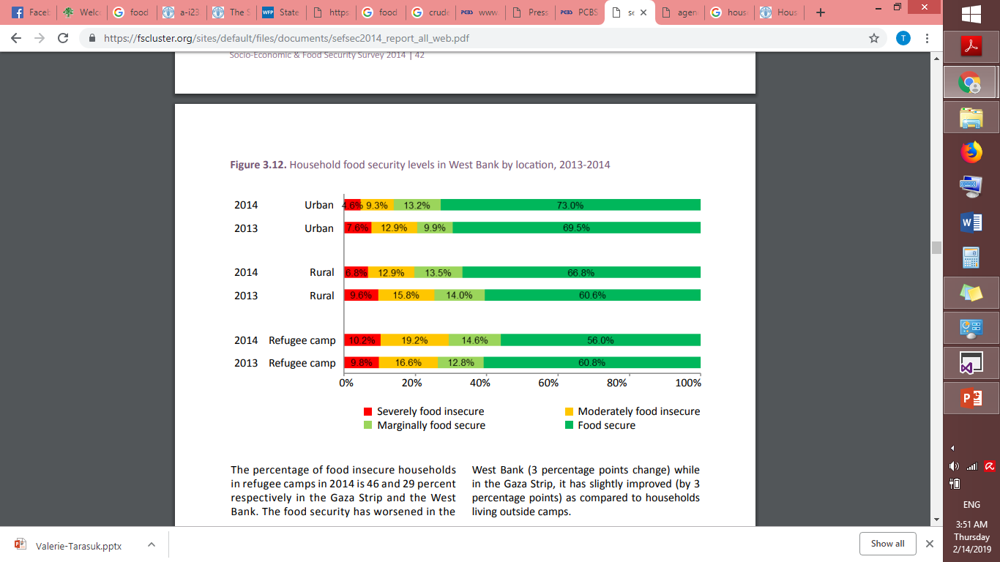 Facel
Welc
food
a-i23
The S
WFP State
https
food
crude
PCBS www.
Press
PCBS PCBS
se
agen
hous
Hous
https://fscluster.org/sites/default/files/documents/sefsec2014_report_all_web.pdf
T
Socio-Economic & Food Security Survey 2014 | 42
Figure 3.12. Household food security levels in West Bank by location, 2013-2014
2014 Urban 4.6% 9.3% 13.2% 73.0%
2013 Urban 7.6% 12.9% 9.9% 69.5%
2014 Rural 6.8% 12.9% 13.5% 66.8%
2013 Rural 9.6% 15.8% 14.0% 60.6%
2014 Refugee camp 10.2% 19.2% 14.6% 56.0%
2013 Refugee camp 9.8% 16.6% 12.8% 60.8%
0% 20% 40% 60% 80% 100%
Severely food insecure Moderately food insecure
Marginally food secure Food secure
The percentage of food insecure households
in refugee camps in 2014 is 46 and 29 percent
respectively in the Gaza Strip and the West
Bank. The food security has worsened in the
West Bank (3 percentage points change) while
in the Gaza Strip, it has slightly improved (by 3
percentage points) as compared to households
living outside camps.
Valerie-Tarasuk.pptx
Show all
ENG
3:51 AM
Thursday
2/14/2019